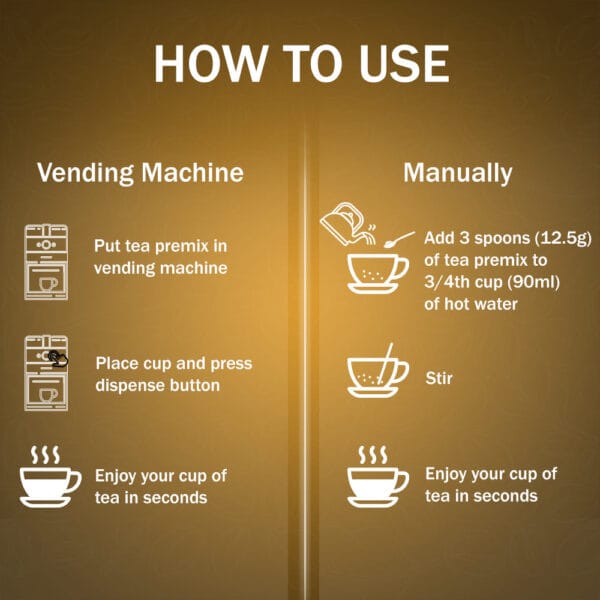 HOW TO USE
Vending Machine
Put tea premix in
vending machine
Place cup and press
dispense button
Enjoy your cup of
tea in seconds
Manually
Add 3 spoons (12.5g)
of tea premix to
3/4th cup (90ml)
of hot water
Stir
Enjoy your cup of
tea in seconds